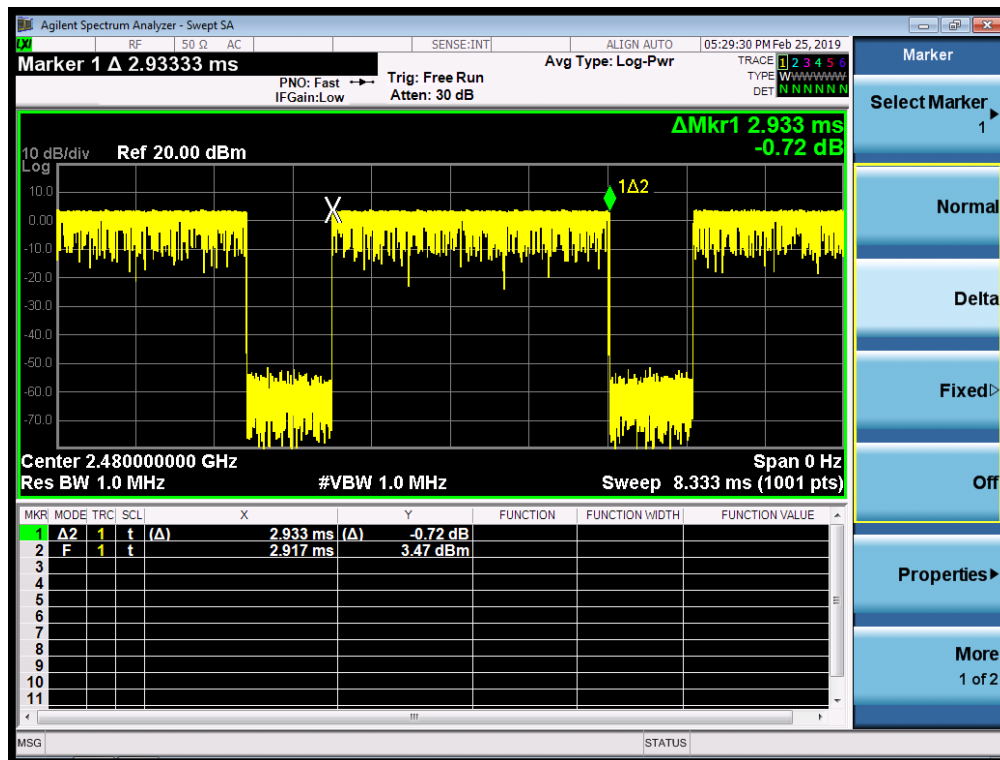 Agilent Spectrum Analyzer - Swept SA
LXI RF 50 Ω AC SENSE:INT ALIGN AUTO 05:29:30 PM Feb 25, 2019
Marker 1 Δ 2.93333 ms
PNO: Fast
IFGain:Low
Trig: Free Run
Atten: 30 dB
Avg Type: Log-Pwr
TRACE 1 2 3 4 5 6
TYPE WWWWWW
DET N N N N N N
ΔMkr1 2.933 ms
-0.72 dB
10 dB/div Ref 20.00 dBm
Log
10.0
0.00
-10.0
-20.0
-30.0
-40.0
-50.0
-60.0
-70.0
1Δ2
Center 2.480000000 GHz Span 0 Hz
Res BW 1.0 MHz #VBW 1.0 MHz Sweep 8.333 ms (1001 pts)
MKR MODE TRC SCL X Y FUNCTION FUNCTION WIDTH FUNCTION VALUE
1 Δ2 1 t (Δ) 2.933 ms (Δ) -0.72 dB
2 F 1 t 2.917 ms 3.47 dBm
3
4
5
6
7
8
9
10
11
MSG STATUS
Marker
Select Marker
1
Normal
Delta
Fixed
Off
Properties
More
1 of 2